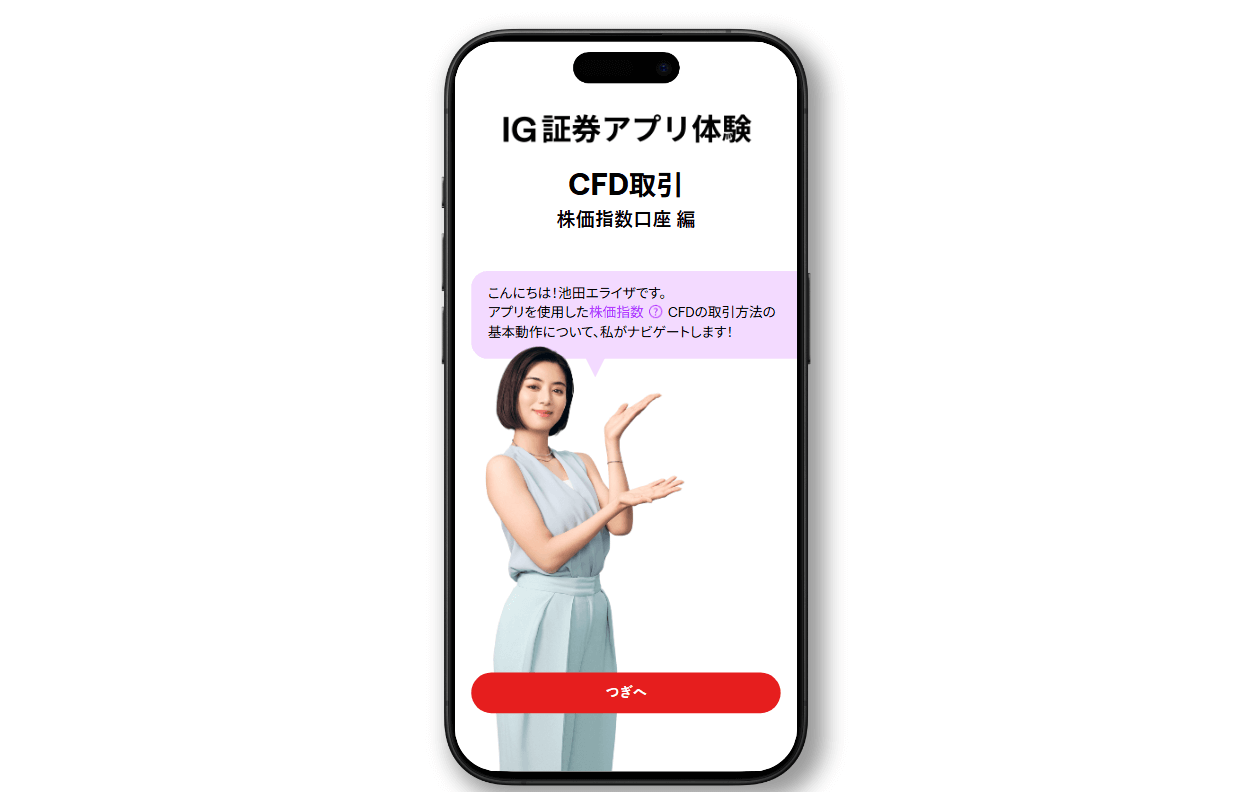 IG証券アプリ体験
CFD取引
株価指数口座 編
こんにちは！池田エライザです。
アプリを使用した株価指数 ? CFDの取引方法の
基本動作について、私がナビゲートします！
つぎへ